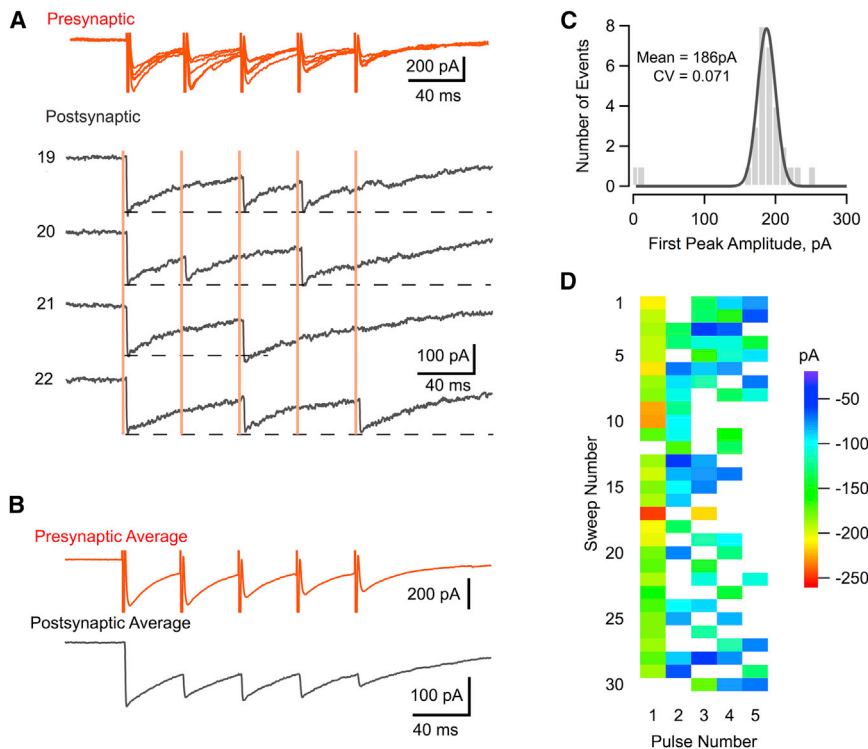 A
Presynaptic
200 pA
40 ms
Postsynaptic
19
20
21
22
100 pA
40 ms
B
Presynaptic Average
200 pA
Postsynaptic Average
100 pA
40 ms
C
8
6
4
2
0
Number of Events
Mean = 186pA
CV = 0.071
0
100
200
300
First Peak Amplitude, pA
D
1
5
10
15
20
25
30
Sweep Number
1 2 3 4 5
Pulse Number
pA
-50
-100
-150
-200
-250